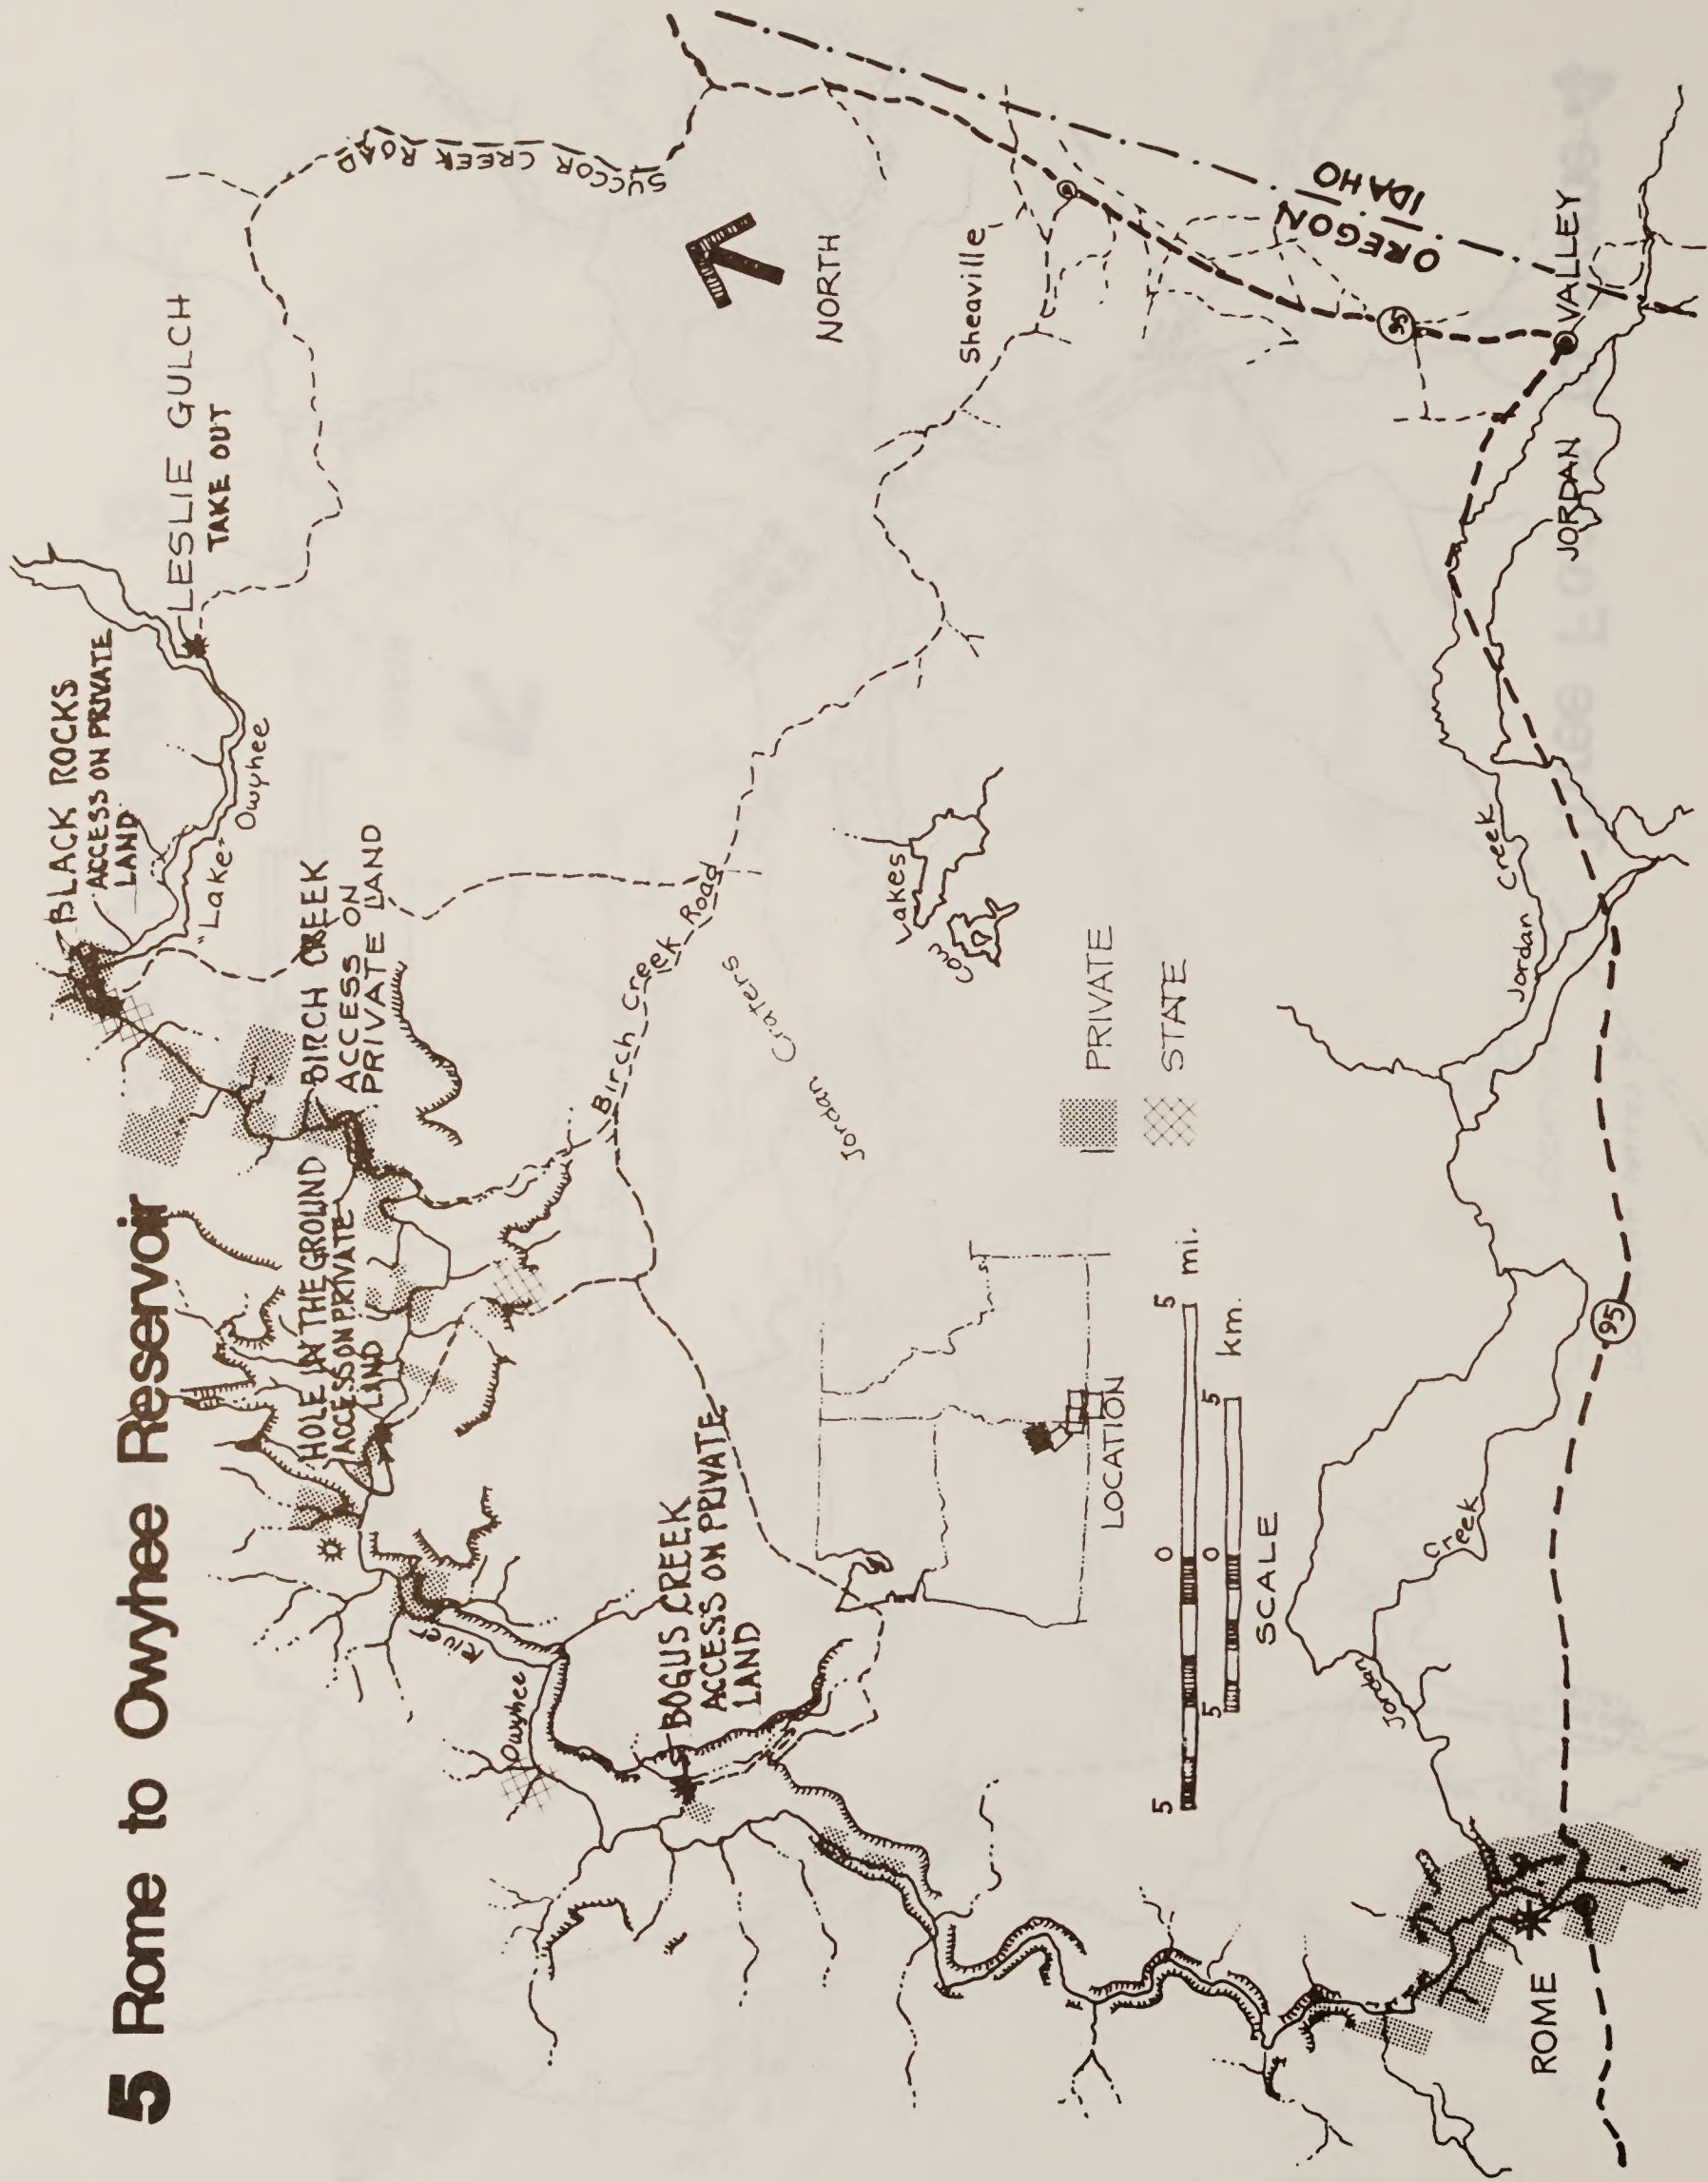 5 Rome to Owyhee Reservoir
BLACK ROCKS
ACCESS ON PRIVATE
LAND
LESLIE GULCH
TAKE OUT
"Lake"
Owyhee
BIRCH CREEK
ACCESS ON
PRIVATE LAND
HOLE IN THE GROUND
ACCESS ON PRIVATE
LAND
SUCCOR CREEK ROAD
NORTH
Sheaville
OREGON
IDAHO
95
JORDAN VALLEY
Birch Creek Road
Jordan Craters
Cow Lakes
Owyhee River
BOGUS CREEK
ACCESS ON PRIVATE
LAND
PRIVATE
STATE
LOCATION
5 0 5 mi.
5 0 5 km.
SCALE
Jordan Creek
Jordan Creek
95
ROME